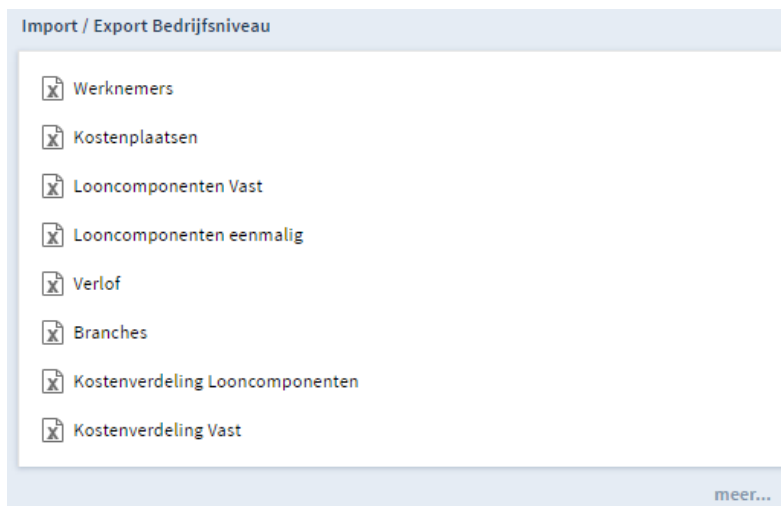 Import / Export Bedrijfsniveau
Werknemers
Kostenplaatsen
Looncomponenten Vast
Looncomponenten eenmalig
Verlof
Branches
Kostenverdeling Looncomponenten
Kostenverdeling Vast
meer...